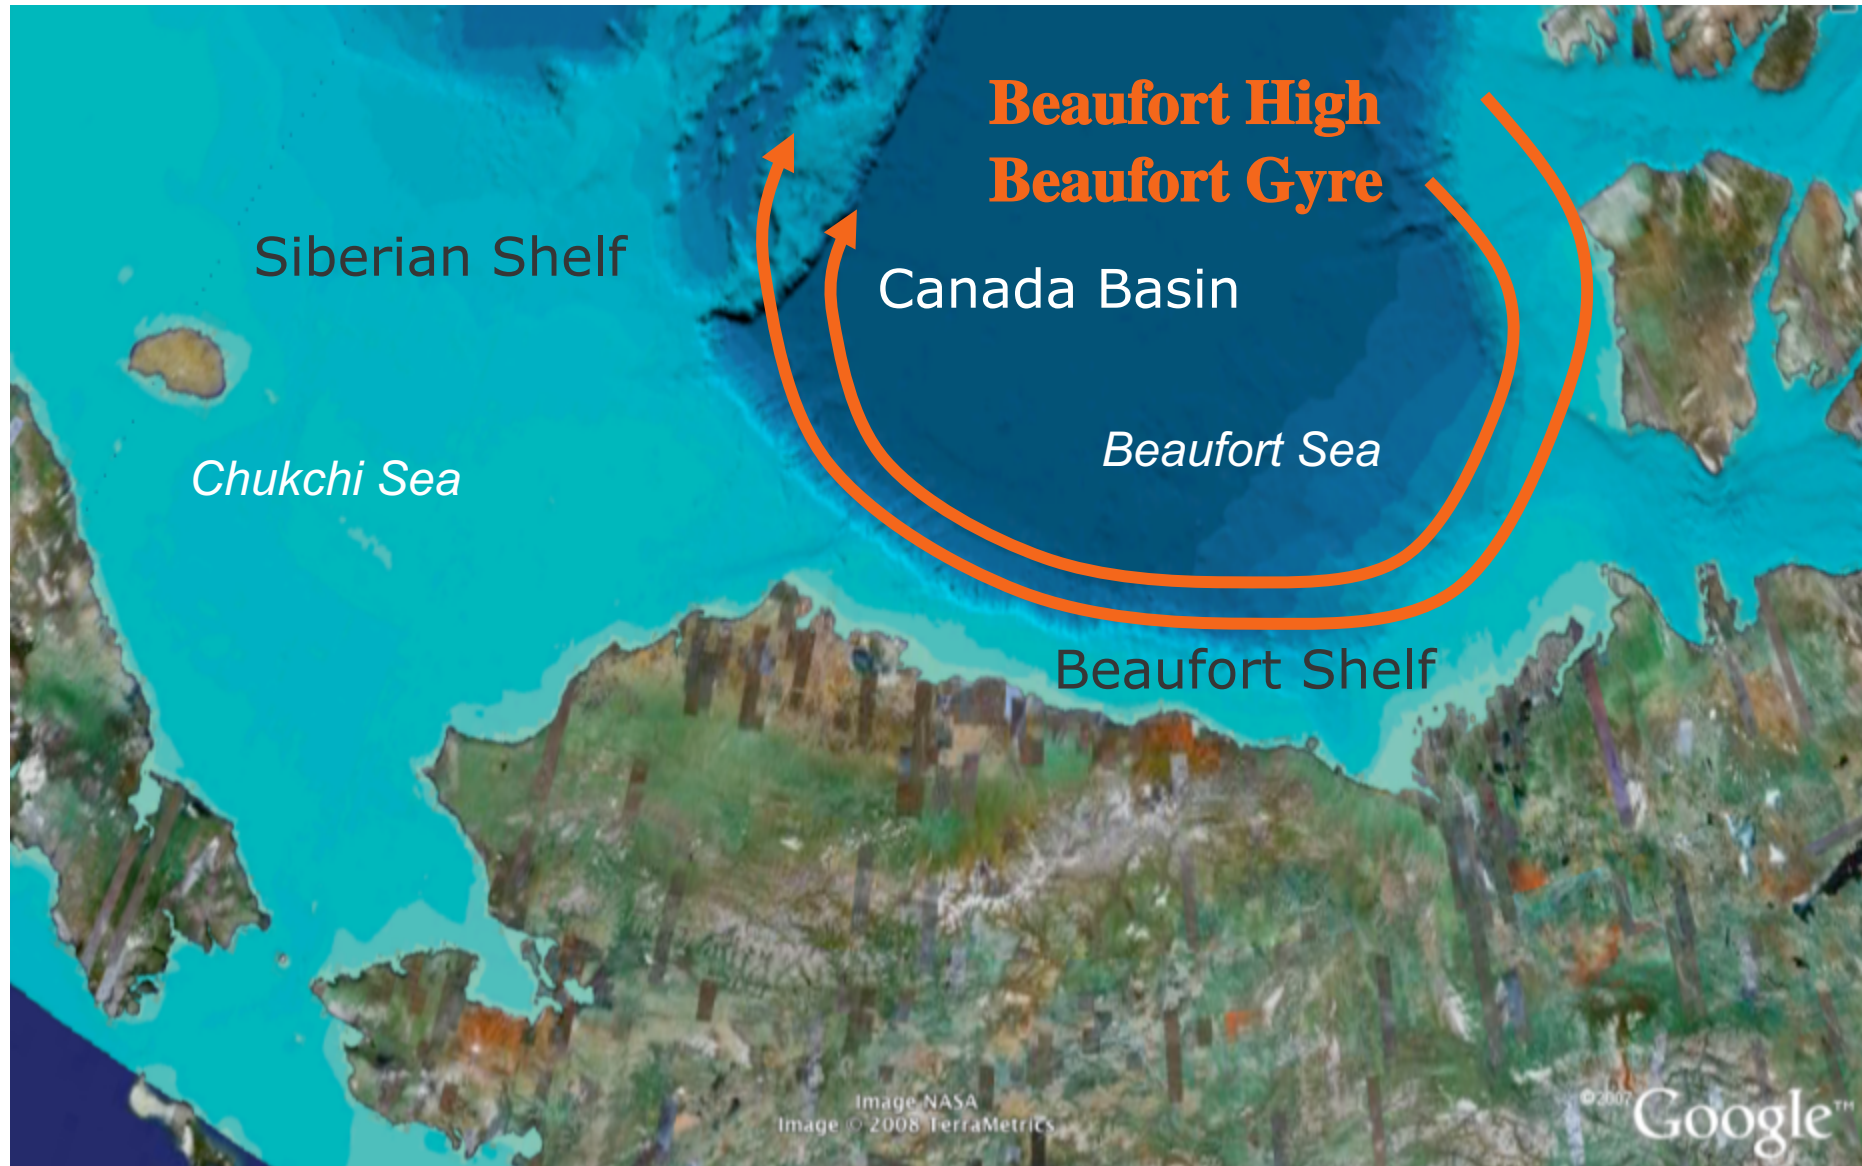 Beaufort High
Beaufort Gyre
Siberian Shelf
Canada Basin
Beaufort Sea
Chukchi Sea
Beaufort Shelf
Image NASA
Image © 2008 TerraMetrics
©2007 Google™